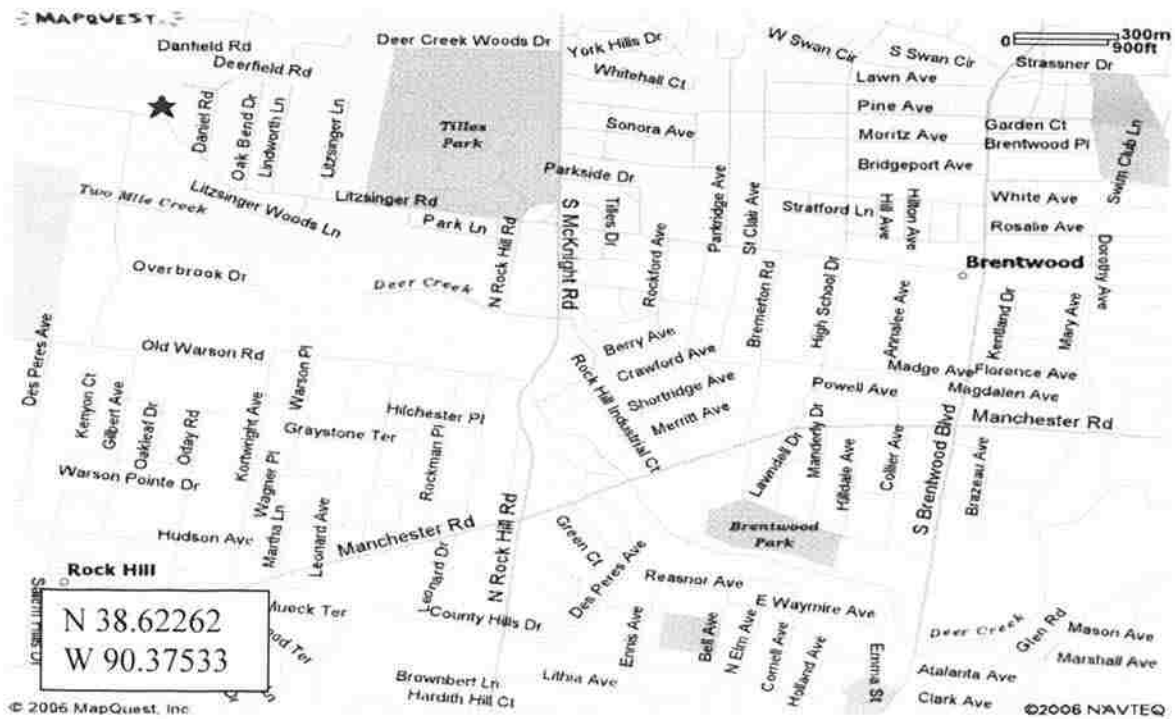 MAPQUEST
300m
0
900ft
Danfield Rd
Deer Creek Woods Dr
York Hills Dr
W Swan Cir
S Swan Cir
Strassner Dr
Deerfield Rd
Whitehall Ct
Lawn Ave
Pine Ave
Daniel Rd
Oak Bend Dr
Lindworth Ln
Litzsinger Ln
Tilles
Park
Sonora Ave
Moritz Ave
Garden Ct
Brentwood Pl
Bridgeport Ave
Swim Club Ln
Parkside Dr
Two Mile Creek
Litzsinger Woods Ln
Litzsinger Rd
Park Ln
N Rock Hill Rd
S McKnight Rd
Tilles Dr
Rockford Ave
Parkridge Ave
St Clair Ave
Stratford Ln
Hill Ave
Hilton Ave
White Ave
Rosalie Ave
Dorothy Ave
Overbrook Dr
Deer Creek
Bremerton Rd
High School Dr
Annalee Ave
Brentwood
Kentland Dr
Mary Ave
Des Peres Ave
Old Warson Rd
Warson Pl
Berry Ave
Crawford Ave
Shortridge Ave
Merritt Ave
Rock Hill Industrial Ct
Madge Ave
Florence Ave
Powell Ave
Magdalen Ave
Manchester Rd
Kenyon Ct
Gilbert Ave
Oakleaf Dr
Oday Rd
Kortwright Ave
Hilchester Pl
Graystone Ter
Rockman Pl
Lawndell Dr
Manderly Dr
Hilldale Ave
Collier Ave
S Brentwood Blvd
Brazeau Ave
Warson Pointe Dr
Wagner Pl
Martha Ln
Leonard Ave
Hudson Ave
Manchester Rd
N Rock Hill Rd
Green Ct
Des Peres Ave
Brentwood
Park
Rock Hill
Leonard Dr
Reasnor Ave
E Waymire Ave
Mueck Ter
County Hills Dr
Ennis Ave
Bell Ave
N Elm Ave
Cornell Ave
Holland Ave
Emma St
Deer Creek
Glen Rd
Mason Ave
Marshall Ave
N 38.62262
W 90.37533
Brownbert Ln
Hardith Hill Ct
Lithia Ave
Atalanta Ave
Clark Ave
© 2006 MapQuest, Inc
©2006 NAVTEQ